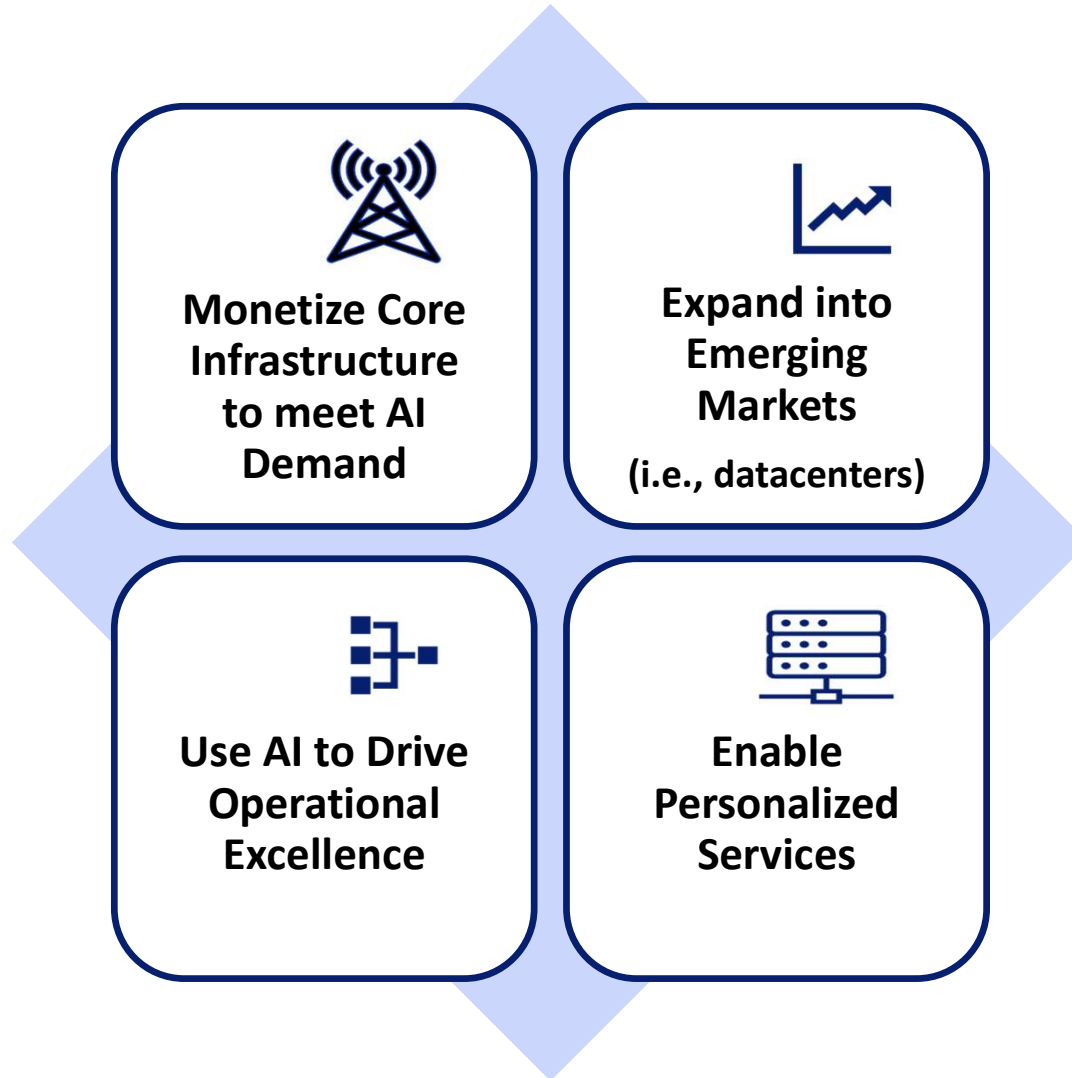 Monetize Core
Infrastructure
to meet AI
Demand
Expand into
Emerging
Markets
(i.e., datacenters)
Use AI to Drive
Operational
Excellence
Enable
Personalized
Services